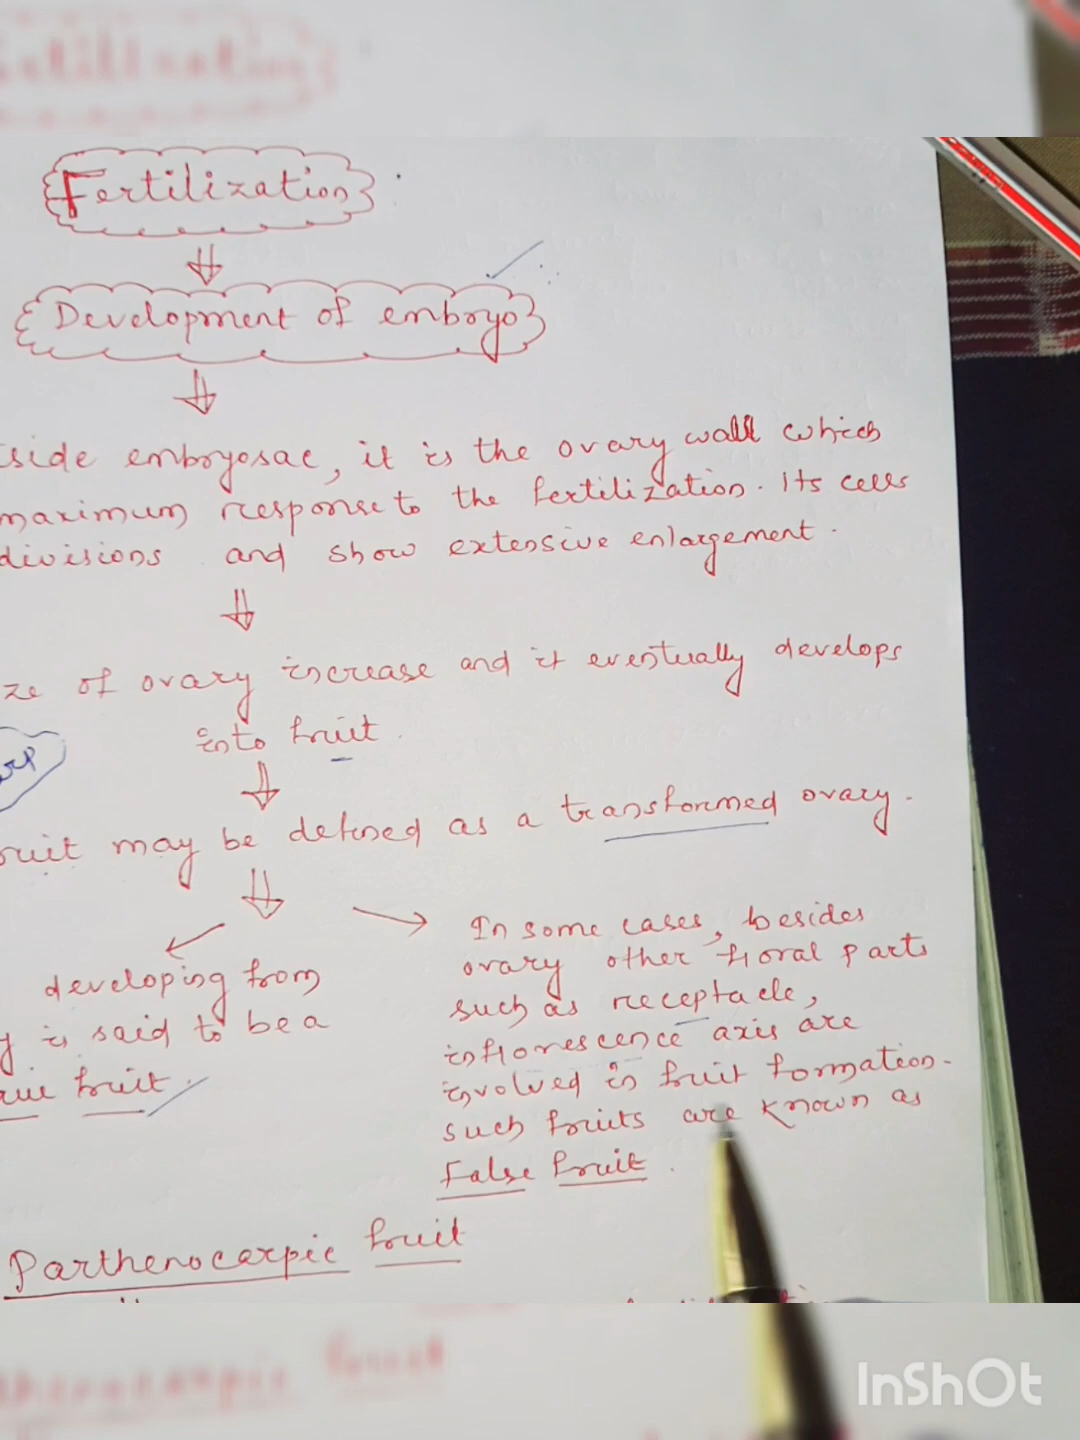 Fertilization
Development of embryo
side embryosac, it is the ovary wall which
maximum response to the fertilization. Its cells
divisions and show extensive enlargement.
ze of ovary increase and it eventually develops
into fruit.
ruit may be defined as a transformed ovary.
developing from
y is said to be a
rue fruit.
In some cases, besides
ovary other floral parts
such as receptacle,
inflorescence axis are
involved in fruit formation.
such fruits are known as
False fruit.
Parthenocarpic fruit
InShOt